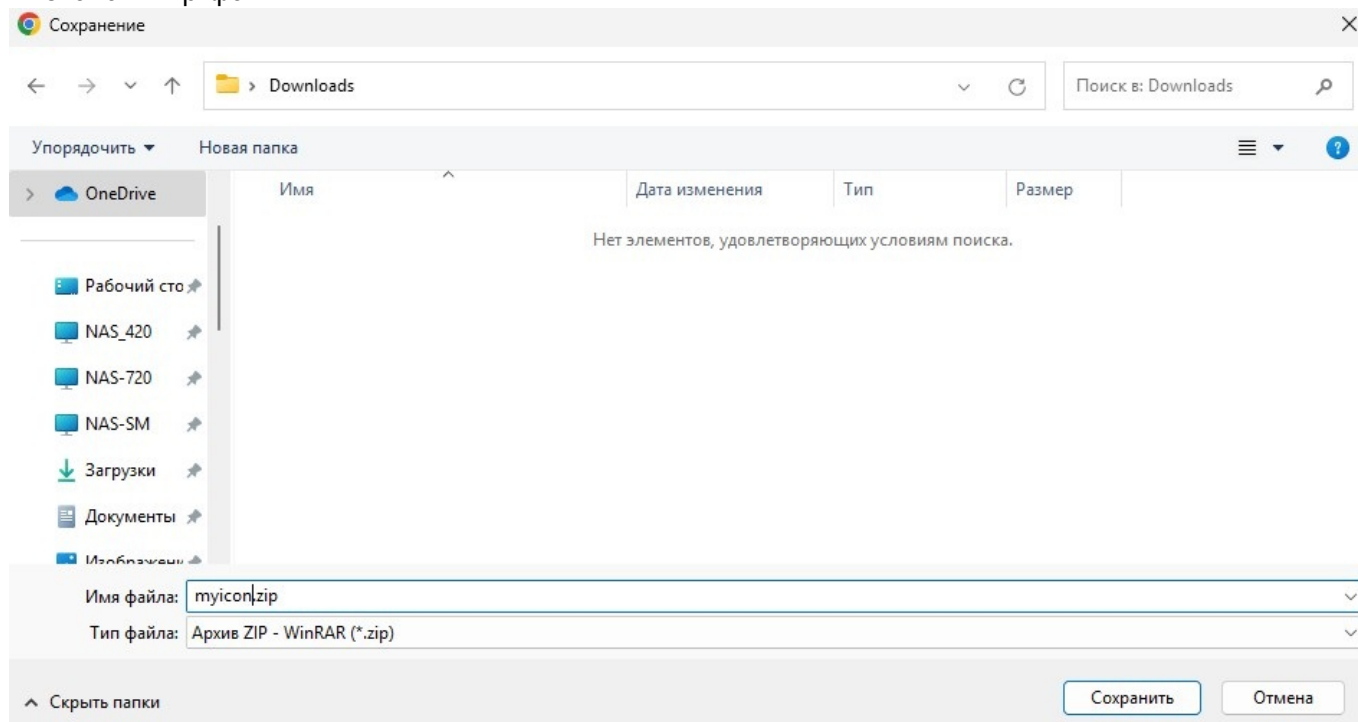 Сохранение
Downloads
Поиск в: Downloads
Упорядочить
Новая папка
OneDrive
Имя
Дата изменения
Тип
Размер
Нет элементов, удовлетворяющих условиям поиска.
Рабочий сто
NAS_420
NAS-720
NAS-SM
Загрузки
Документы
Изображени
Имя файла: myicon.zip
Тип файла: Архив ZIP - WinRAR (*.zip)
Скрыть папки
Сохранить
Отмена